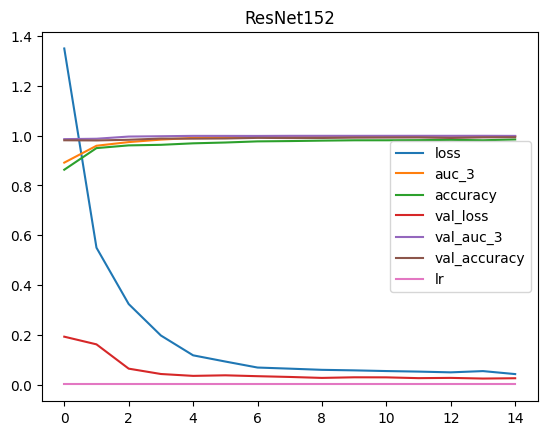 ResNet152
1.4
1.2
1.0
0.8
0.6
0.4
0.2
0.0
loss
auc_3
accuracy
val_loss
val_auc_3
val_accuracy
lr
0 2 4 6 8 10 12 14